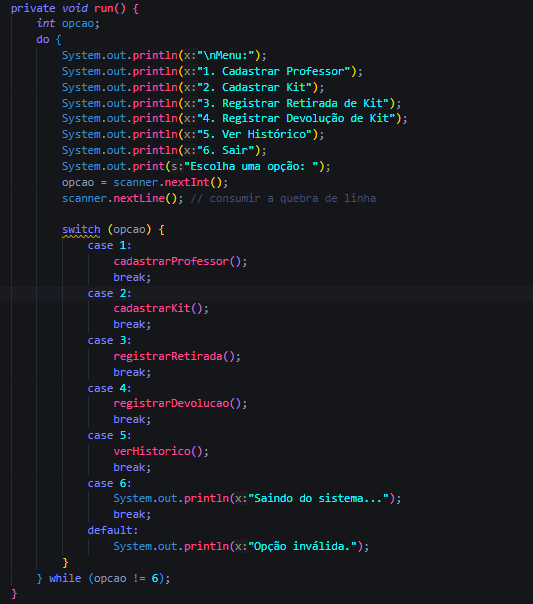 private void run() {
int opcao;
do {
System.out.println(x:"\nMenu:");
System.out.println(x:"1. Cadastrar Professor");
System.out.println(x:"2. Cadastrar Kit");
System.out.println(x:"3. Registrar Retirada de Kit");
System.out.println(x:"4. Registrar Devolução de Kit");
System.out.println(x:"5. Ver Histórico");
System.out.println(x:"6. Sair");
System.out.print(s:"Escolha uma opção: ");
opcao = scanner.nextInt();
scanner.nextLine(); // consumir a quebra de linha
switch (opcao) {
case 1:
cadastrarProfessor();
break;
case 2:
cadastrarKit();
break;
case 3:
registrarRetirada();
break;
case 4:
registrarDevolucao();
break;
case 5:
verHistorico();
break;
case 6:
System.out.println(x:"Saindo do sistema...");
break;
default:
System.out.println(x:"Opção inválida.");
}
} while (opcao != 6);
}